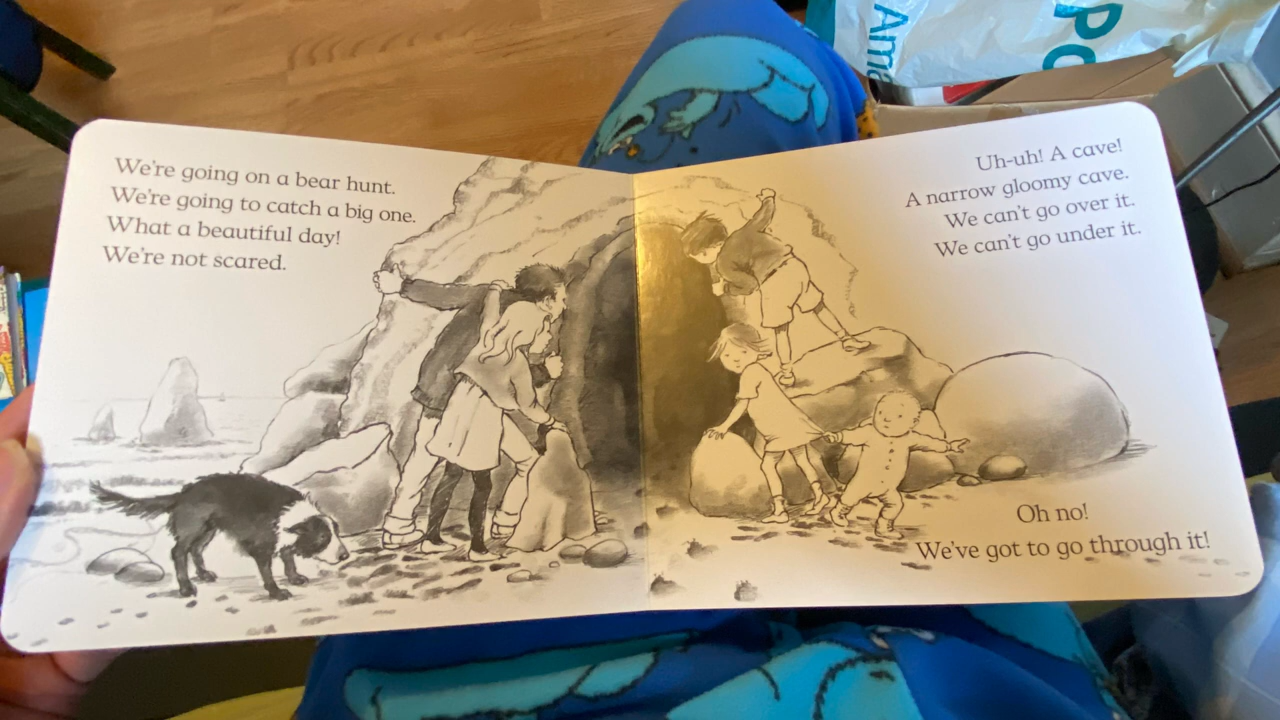 We're going on a bear hunt.
We're going to catch a big one.
What a beautiful day!
We're not scared.
Uh-uh! A cave!
A narrow gloomy cave.
We can't go over it.
We can't go under it.
Oh no!
We've got to go through it!